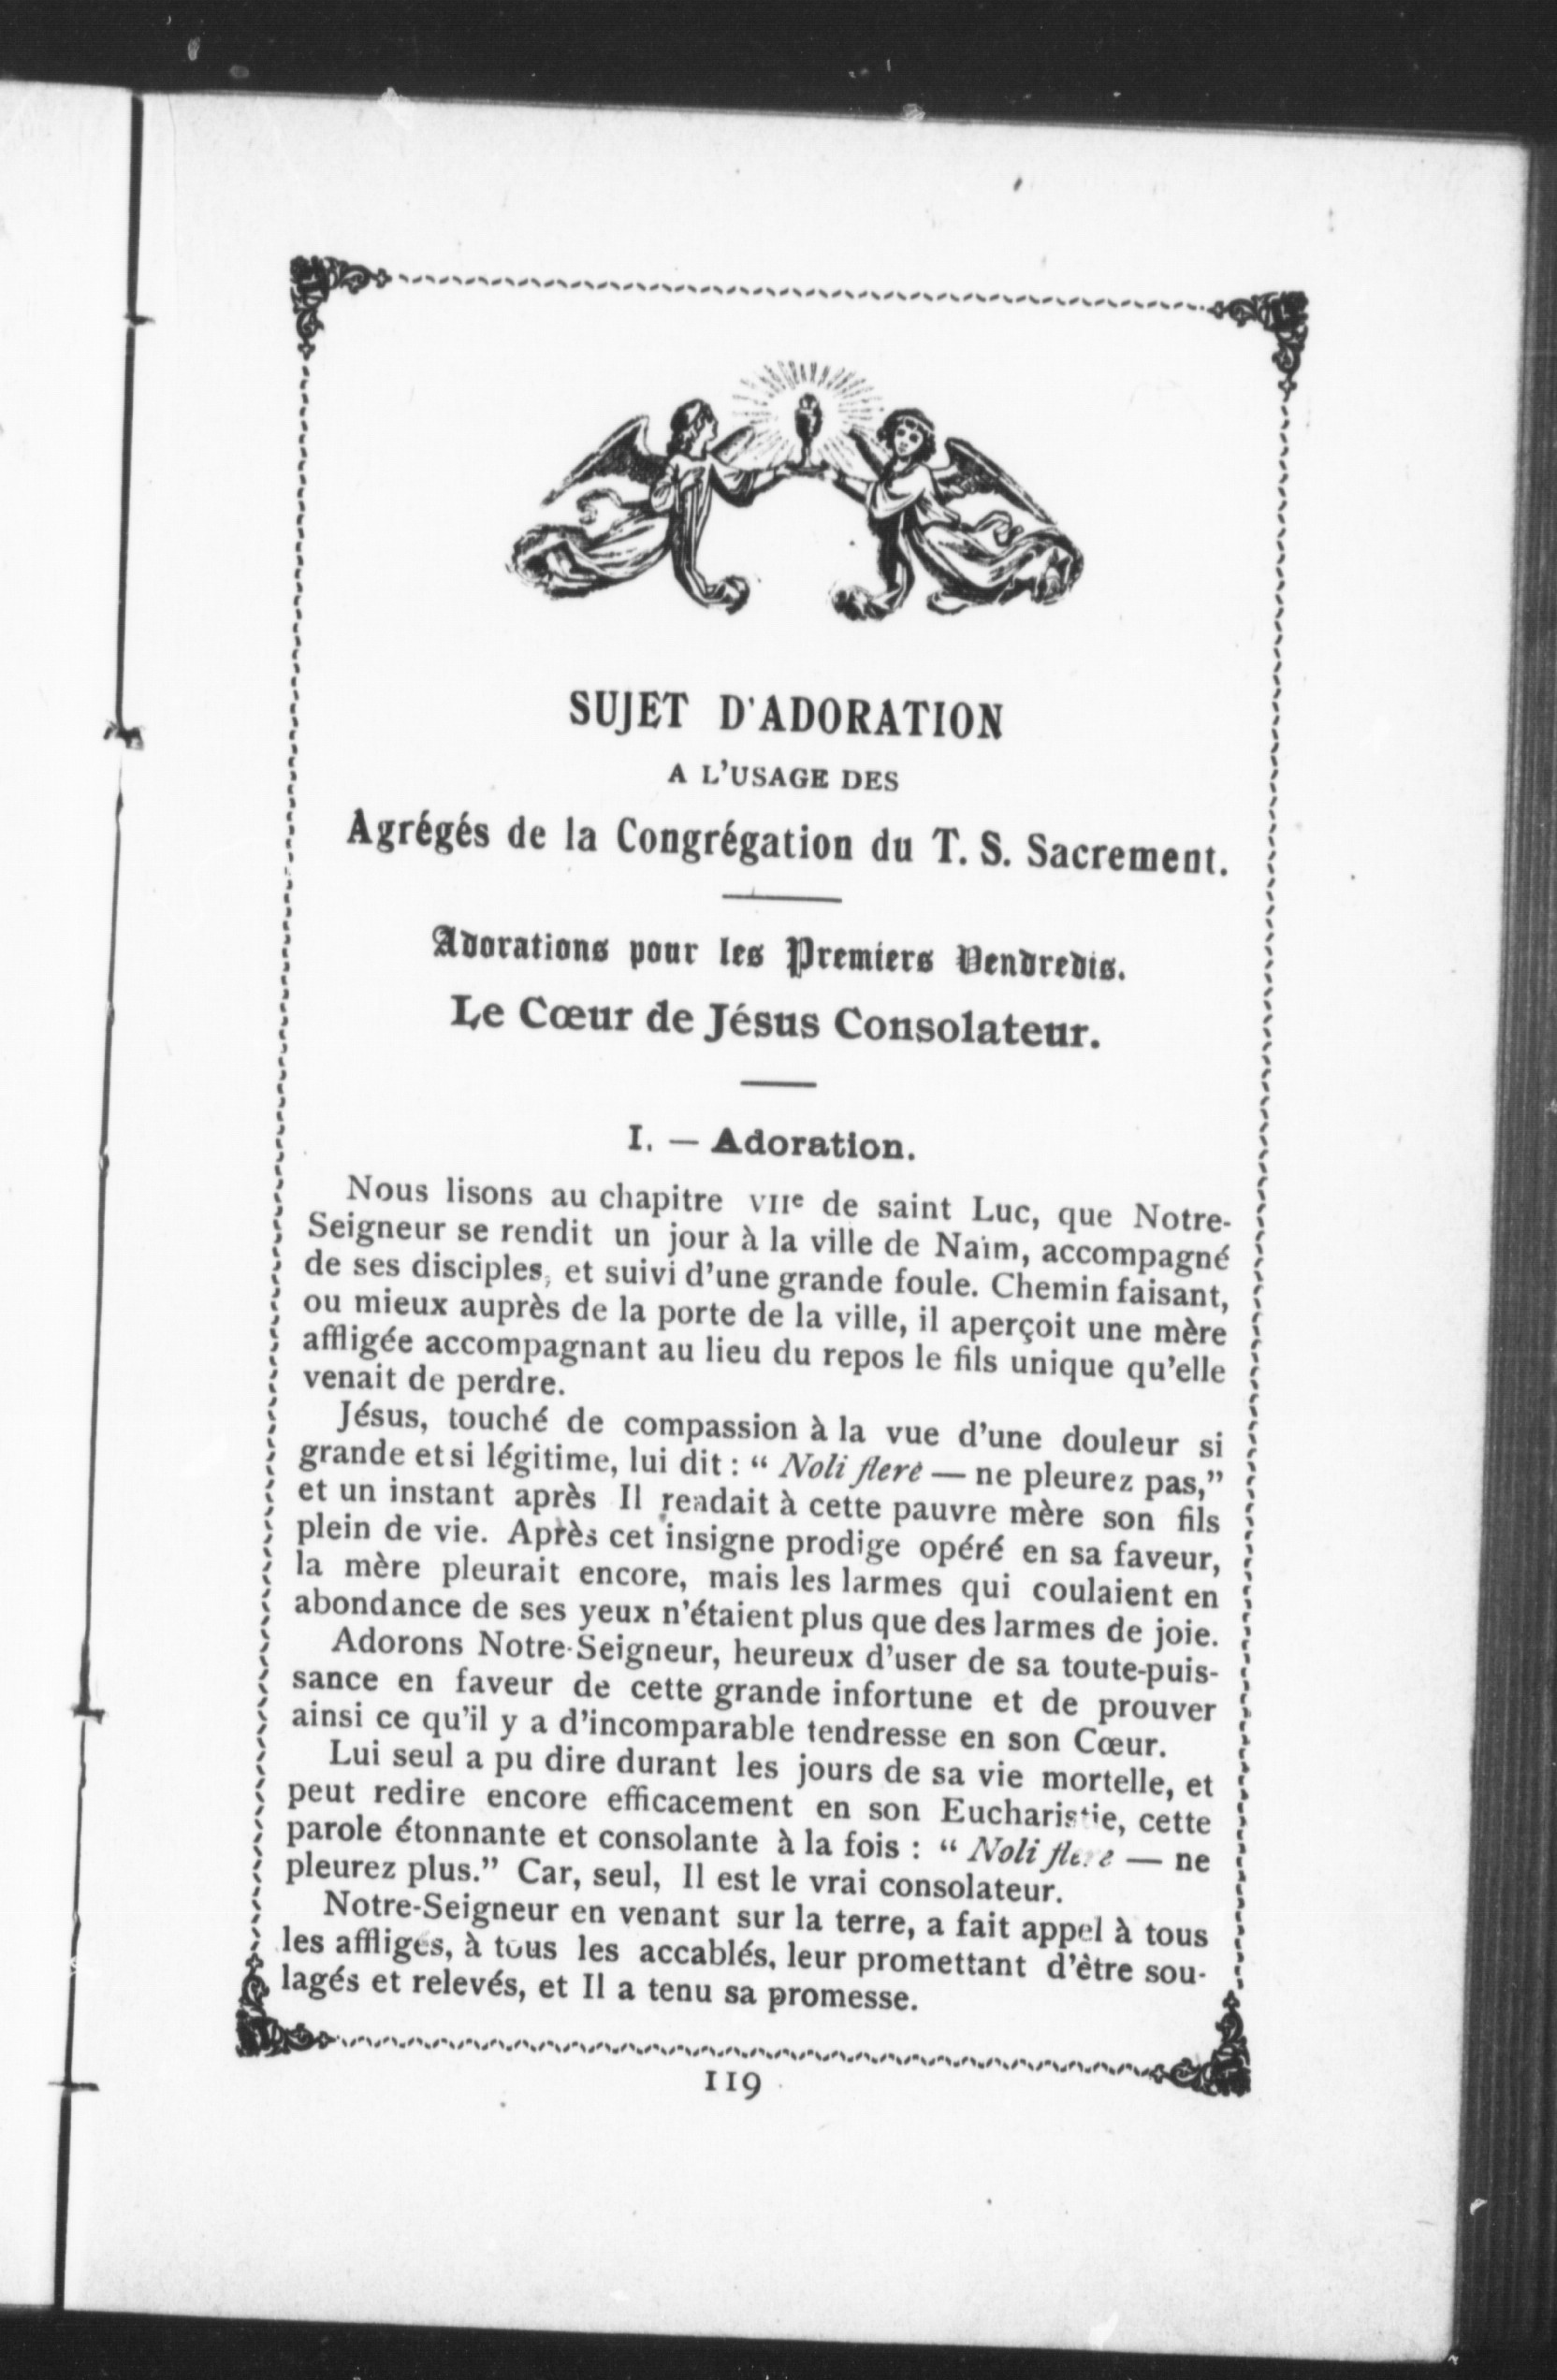 SUJET D'ADORATION
A L'USAGE DES
Agrégés de la Congrégation du T. S. Sacrement.
Adorations pour les Premiers Vendredis.
Le Cœur de Jésus Consolateur.
I. — Adoration.
Nous lisons au chapitre VIIe de saint Luc, que Notre-
Seigneur se rendit un jour à la ville de Naïm, accompagné
de ses disciples, et suivi d'une grande foule. Chemin faisant,
ou mieux auprès de la porte de la ville, il aperçoit une mère
affligée accompagnant au lieu du repos le fils unique qu'elle
venait de perdre.
Jésus, touché de compassion à la vue d'une douleur si
grande et si légitime, lui dit : “ Noli flere — ne pleurez pas,”
et un instant après Il rendait à cette pauvre mère son fils
plein de vie. Après cet insigne prodige opéré en sa faveur,
la mère pleurait encore, mais les larmes qui coulaient en
abondance de ses yeux n'étaient plus que des larmes de joie.
Adorons Notre-Seigneur, heureux d'user de sa toute-puis-
sance en faveur de cette grande infortune et de prouver
ainsi ce qu'il y a d'incomparable tendresse en son Cœur.
Lui seul a pu dire durant les jours de sa vie mortelle, et
peut redire encore efficacement en son Eucharistie, cette
parole étonnante et consolante à la fois : “ Noli flere — ne
pleurez plus.” Car, seul, Il est le vrai consolateur.
Notre-Seigneur en venant sur la terre, a fait appel à tous
les affligés, à tous les accablés, leur promettant d'être sou-
lagés et relevés, et Il a tenu sa promesse.
119